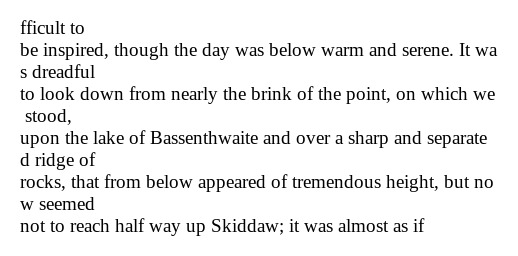 fficult to
be inspired, though the day was below warm and serene. It wa
s dreadful
to look down from nearly the brink of the point, on which we
 stood,
upon the lake of Bassenthwaite and over a sharp and separate
d ridge of
rocks, that from below appeared of tremendous height, but no
w seemed
not to reach half way up Skiddaw; it was almost as if